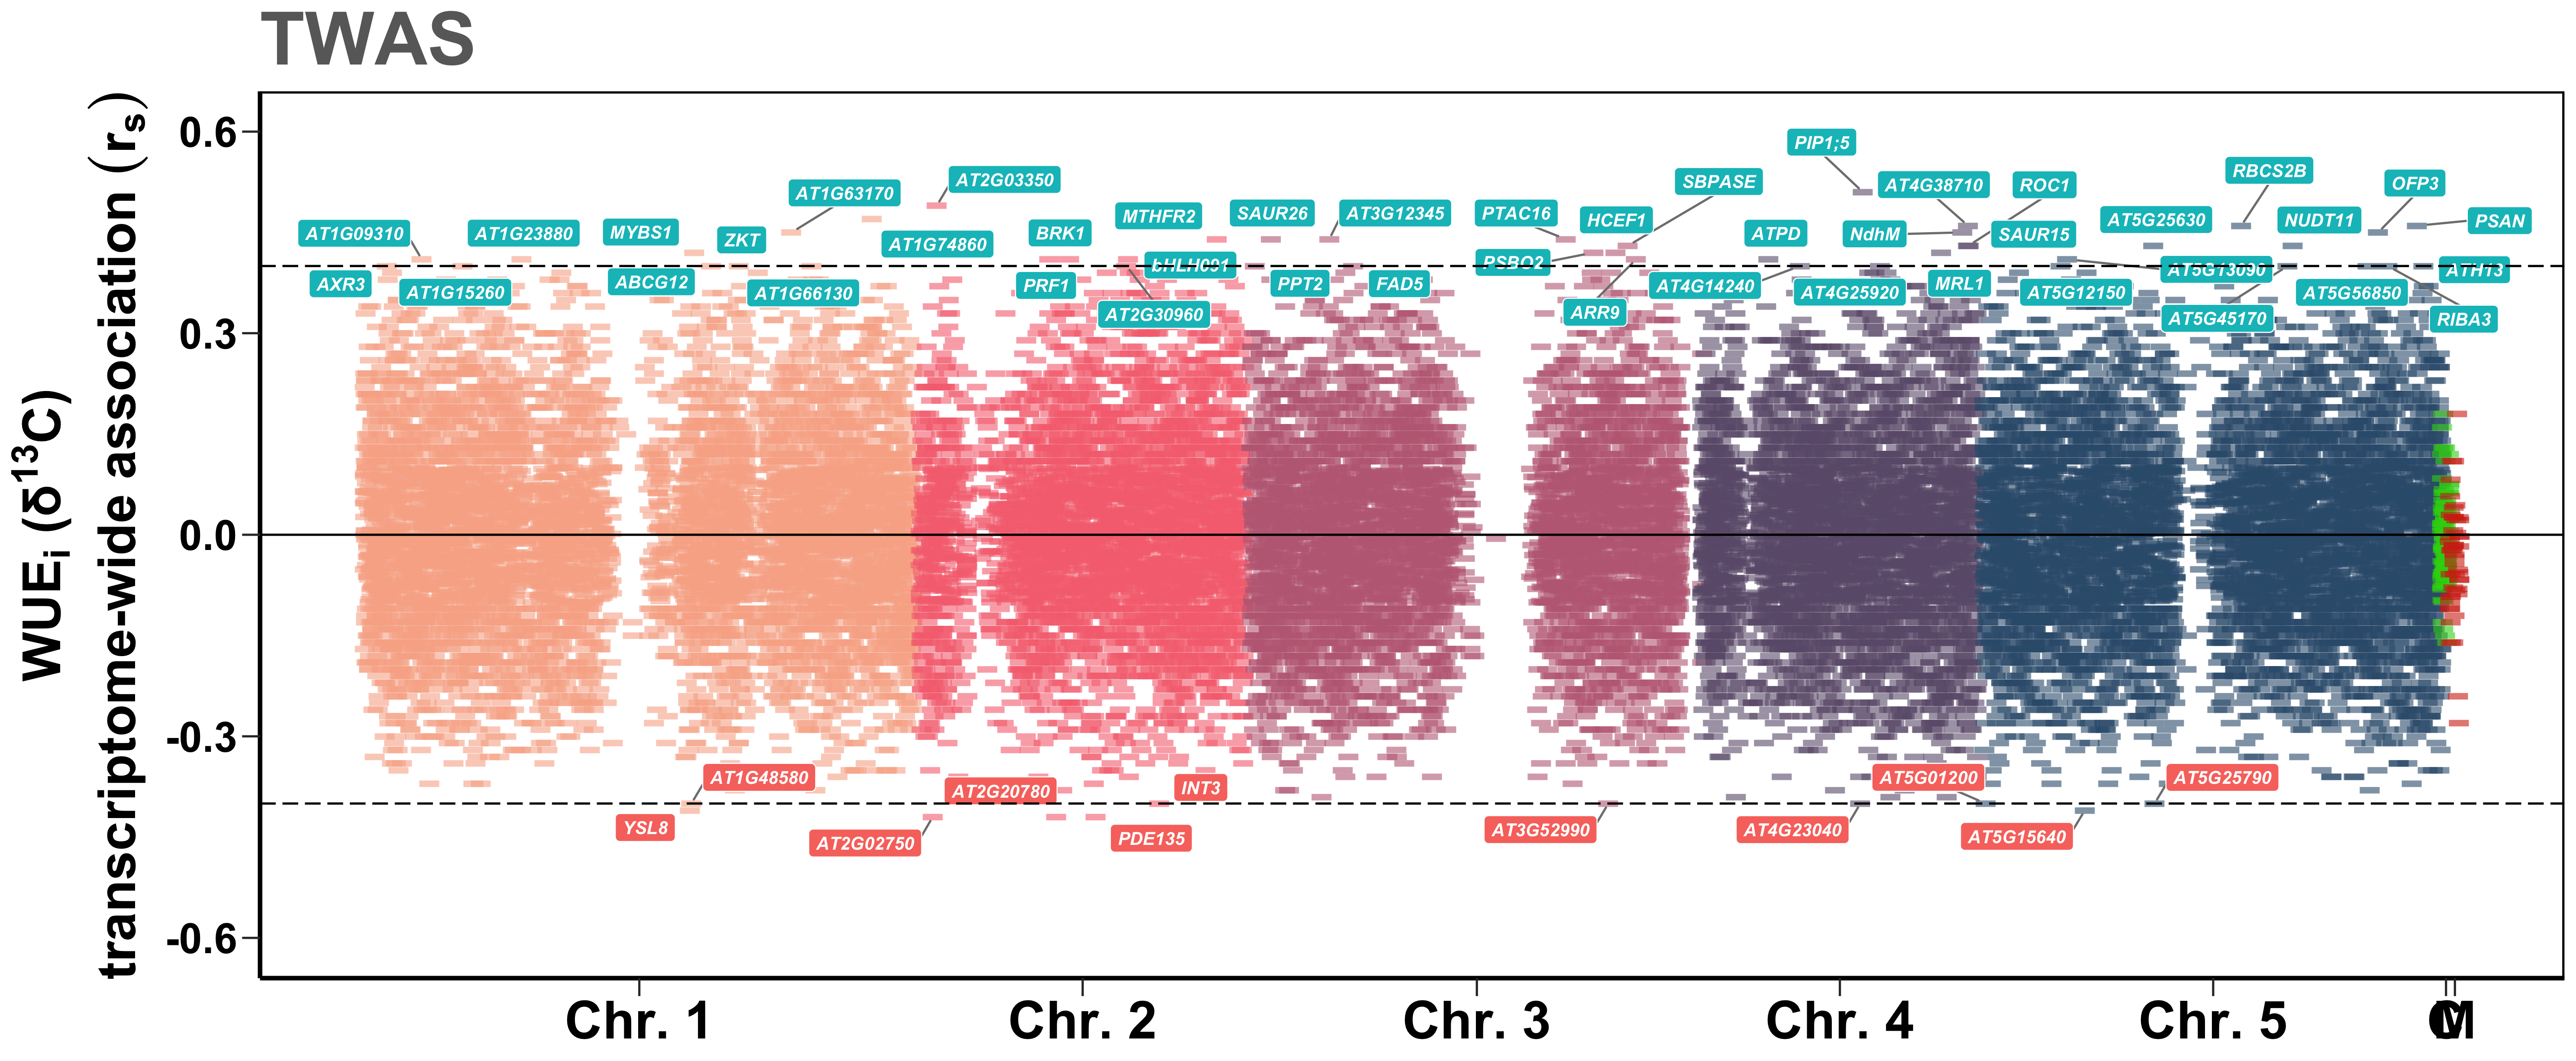 TWAS
WUEi (δ13C)
transcriptome-wide association (rs)
0.6
0.3
0.0
-0.3
-0.6
PIP1;5
RBCS2B
AT2G03350
SBPASE
OFP3
AT4G38710
ROC1
AT1G63170
SAUR26
AT3G12345
PTAC16
MTHFR2
HCEF1
AT5G25630
NUDT11
PSAN
AT1G09310
AT1G23880
MYBS1
BRK1
ATPD
NdhM
SAUR15
ZKT
AT1G74860
PSBO2
bHLH091
AT5G13090
ATH13
AXR3
ABCG12
PRF1
PPT2
FAD5
MRL1
AT4G14240
AT1G15260
AT1G66130
AT4G25920
AT5G12150
AT5G56850
ARR9
AT2G30960
AT5G45170
RIBA3
AT1G48580
AT5G01200
AT5G25790
INT3
AT2G20780
YSL8
AT3G52990
AT4G23040
AT5G15640
PDE135
AT2G02750
Chr. 1
Chr. 2
Chr. 3
Chr. 4
Chr. 5
C
M